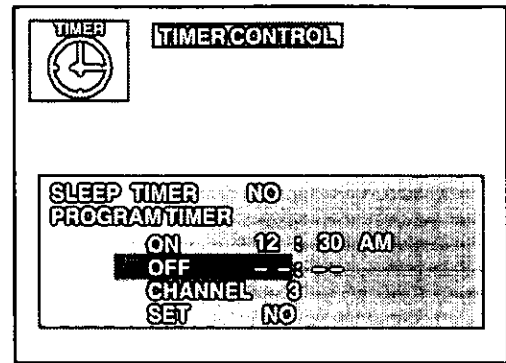 TIMER
TIMER CONTROL
SLEEP TIMER NO
PROGRAM TIMER
ON 12 : 30 AM
OFF – – : – –
CHANNEL 3
SET NO